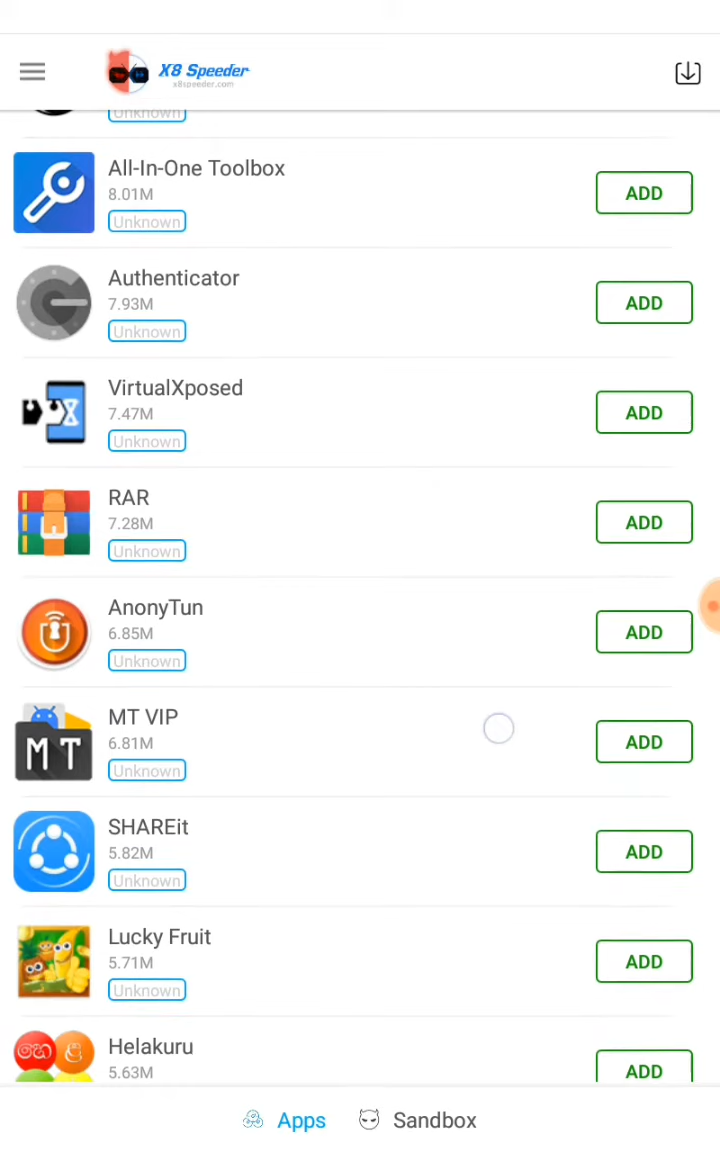 X8 Speeder
x8speeder.com
Unknown
All-In-One Toolbox
8.01M
Unknown
ADD
Authenticator
7.93M
Unknown
ADD
VirtualXposed
7.47M
Unknown
ADD
RAR
7.28M
Unknown
ADD
AnonyTun
6.85M
Unknown
ADD
MT
MT VIP
6.81M
Unknown
ADD
SHAREit
5.82M
Unknown
ADD
Lucky Fruit
5.71M
Unknown
ADD
Helakuru
5.63M
ADD
Apps
Sandbox